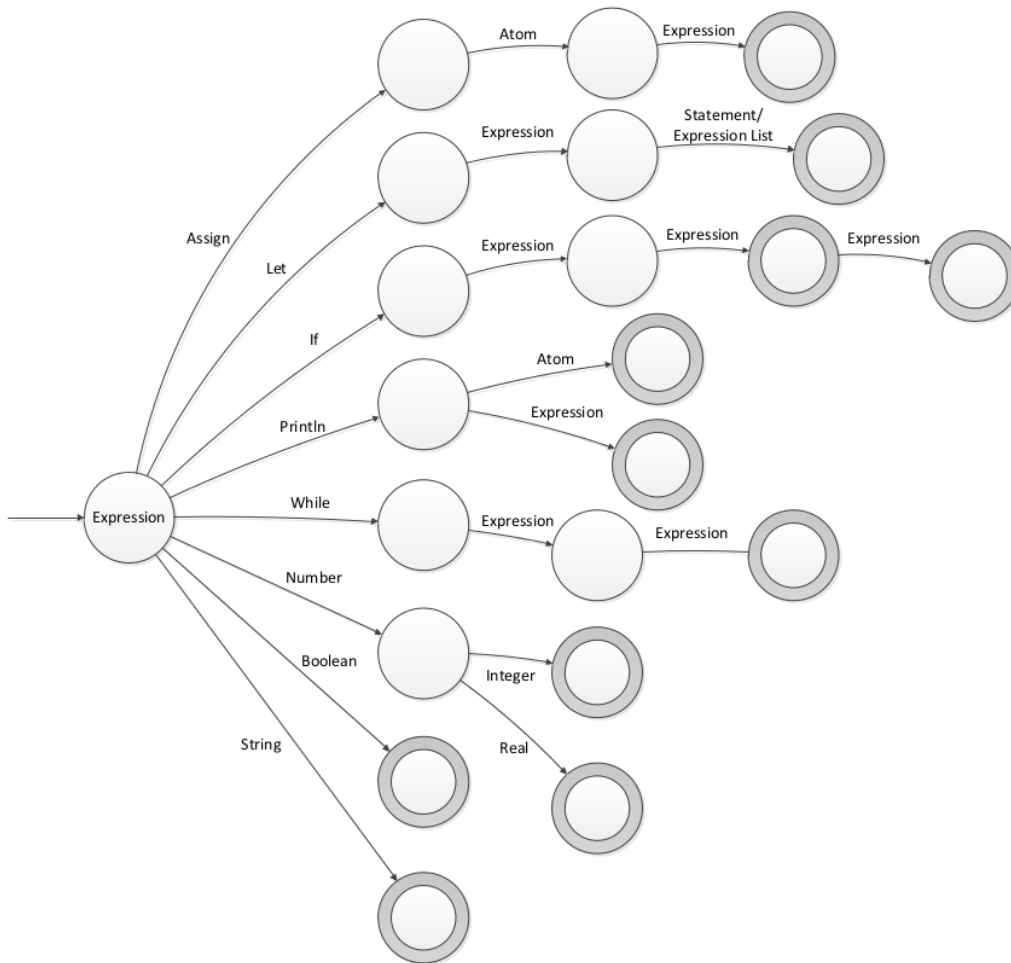 Atom
Expression
Statement/
Expression List
Expression
Assign
Let
Expression
Expression
Expression
If
Atom
Expression
Println
Expression
While
Expression
Expression
Number
Boolean
Integer
String
Real